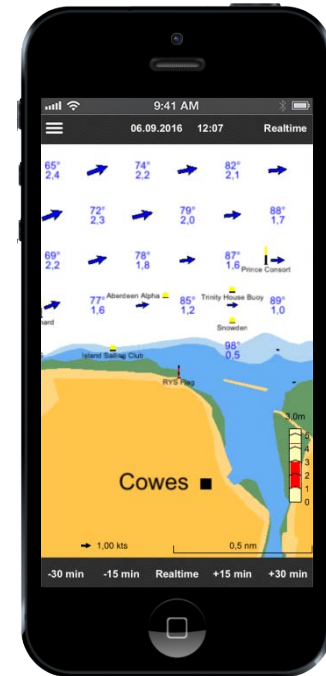 9:41 AM
06.09.2016 12:07 Realtime
65° 74° 82°
2,4 2,2 2,1
72° 79° 88°
2,3 2,0 1,7
69° 78° 87°
2,2 1,8 1,6 Prince Consort
77° Aberdeen Alpha 85° Trinity House Buoy 89°
1,6 1,2 1,0
ard Snowden
98°
Island Sailing Club 0,5
RYS Flag
3.0m
5
4
3
Cowes 2
1
0
1,00 kts 0,5 nm
-30 min -15 min Realtime +15 min +30 min